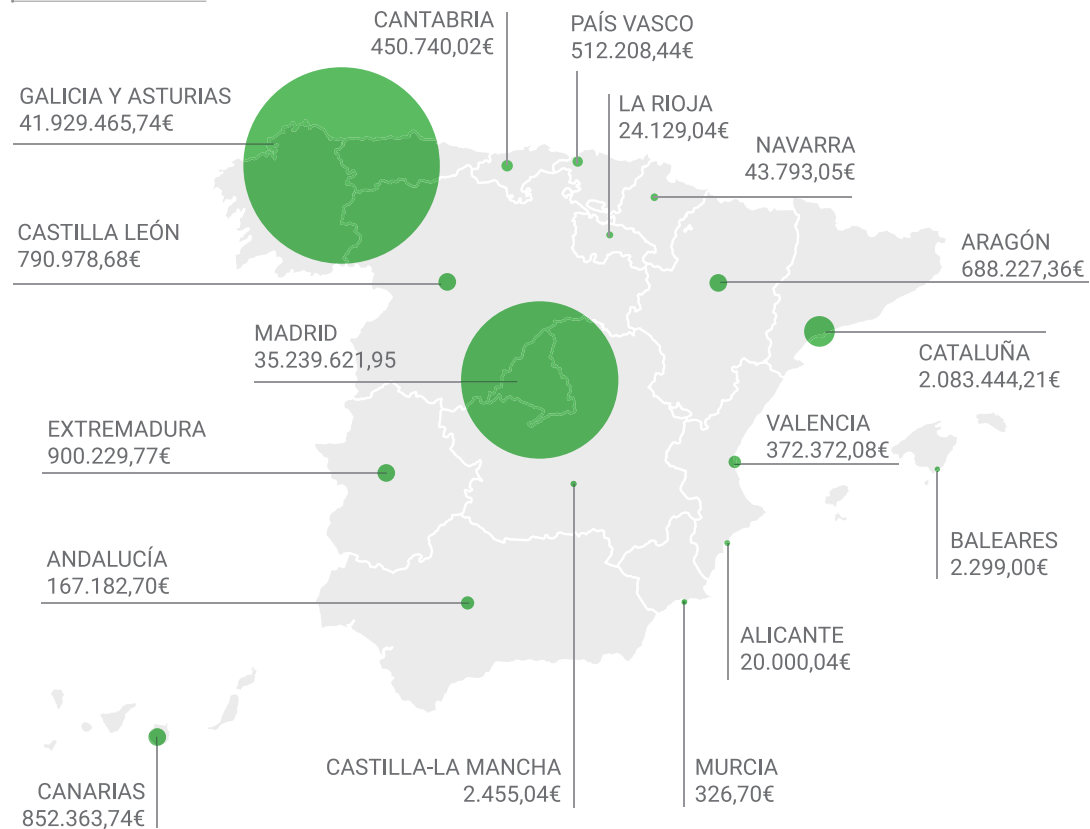 CANTABRIA
450.740,02€
PAÍS VASCO
512.208,44€
GALICIA Y ASTURIAS
41.929.465,74€
LA RIOJA
24.129,04€
NAVARRA
43.793,05€
CASTILLA LEÓN
790.978,68€
ARAGÓN
688.227,36€
MADRID
35.239.621,95
CATALUÑA
2.083.444,21€
EXTREMADURA
900.229,77€
VALENCIA
372.372,08€
BALEARES
2.299,00€
ANDALUCÍA
167.182,70€
ALICANTE
20.000,04€
CASTILLA-LA MANCHA
2.455,04€
MURCIA
326,70€
CANARIAS
852.363,74€